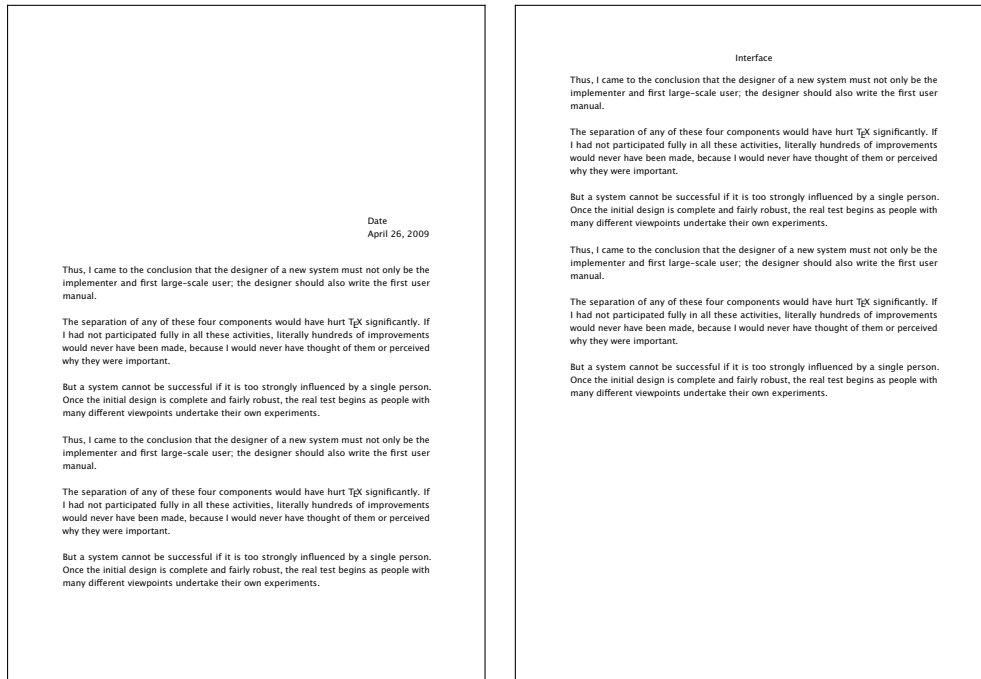 Date
April 26, 2009
Thus, I came to the conclusion that the designer of a new system must not only be the
implementer and first large-scale user; the designer should also write the first user
manual.
The separation of any of these four components would have hurt TEX significantly. If
I had not participated fully in all these activities, literally hundreds of improvements
would never have been made, because I would never have thought of them or perceived
why they were important.
But a system cannot be successful if it is too strongly influenced by a single person.
Once the initial design is complete and fairly robust, the real test begins as people with
many different viewpoints undertake their own experiments.
Thus, I came to the conclusion that the designer of a new system must not only be the
implementer and first large-scale user; the designer should also write the first user
manual.
The separation of any of these four components would have hurt TEX significantly. If
I had not participated fully in all these activities, literally hundreds of improvements
would never have been made, because I would never have thought of them or perceived
why they were important.
But a system cannot be successful if it is too strongly influenced by a single person.
Once the initial design is complete and fairly robust, the real test begins as people with
many different viewpoints undertake their own experiments.
Interface
Thus, I came to the conclusion that the designer of a new system must not only be the
implementer and first large-scale user; the designer should also write the first user
manual.
The separation of any of these four components would have hurt TEX significantly. If
I had not participated fully in all these activities, literally hundreds of improvements
would never have been made, because I would never have thought of them or perceived
why they were important.
But a system cannot be successful if it is too strongly influenced by a single person.
Once the initial design is complete and fairly robust, the real test begins as people with
many different viewpoints undertake their own experiments.
Thus, I came to the conclusion that the designer of a new system must not only be the
implementer and first large-scale user; the designer should also write the first user
manual.
The separation of any of these four components would have hurt TEX significantly. If
I had not participated fully in all these activities, literally hundreds of improvements
would never have been made, because I would never have thought of them or perceived
why they were important.
But a system cannot be successful if it is too strongly influenced by a single person.
Once the initial design is complete and fairly robust, the real test begins as people with
many different viewpoints undertake their own experiments.